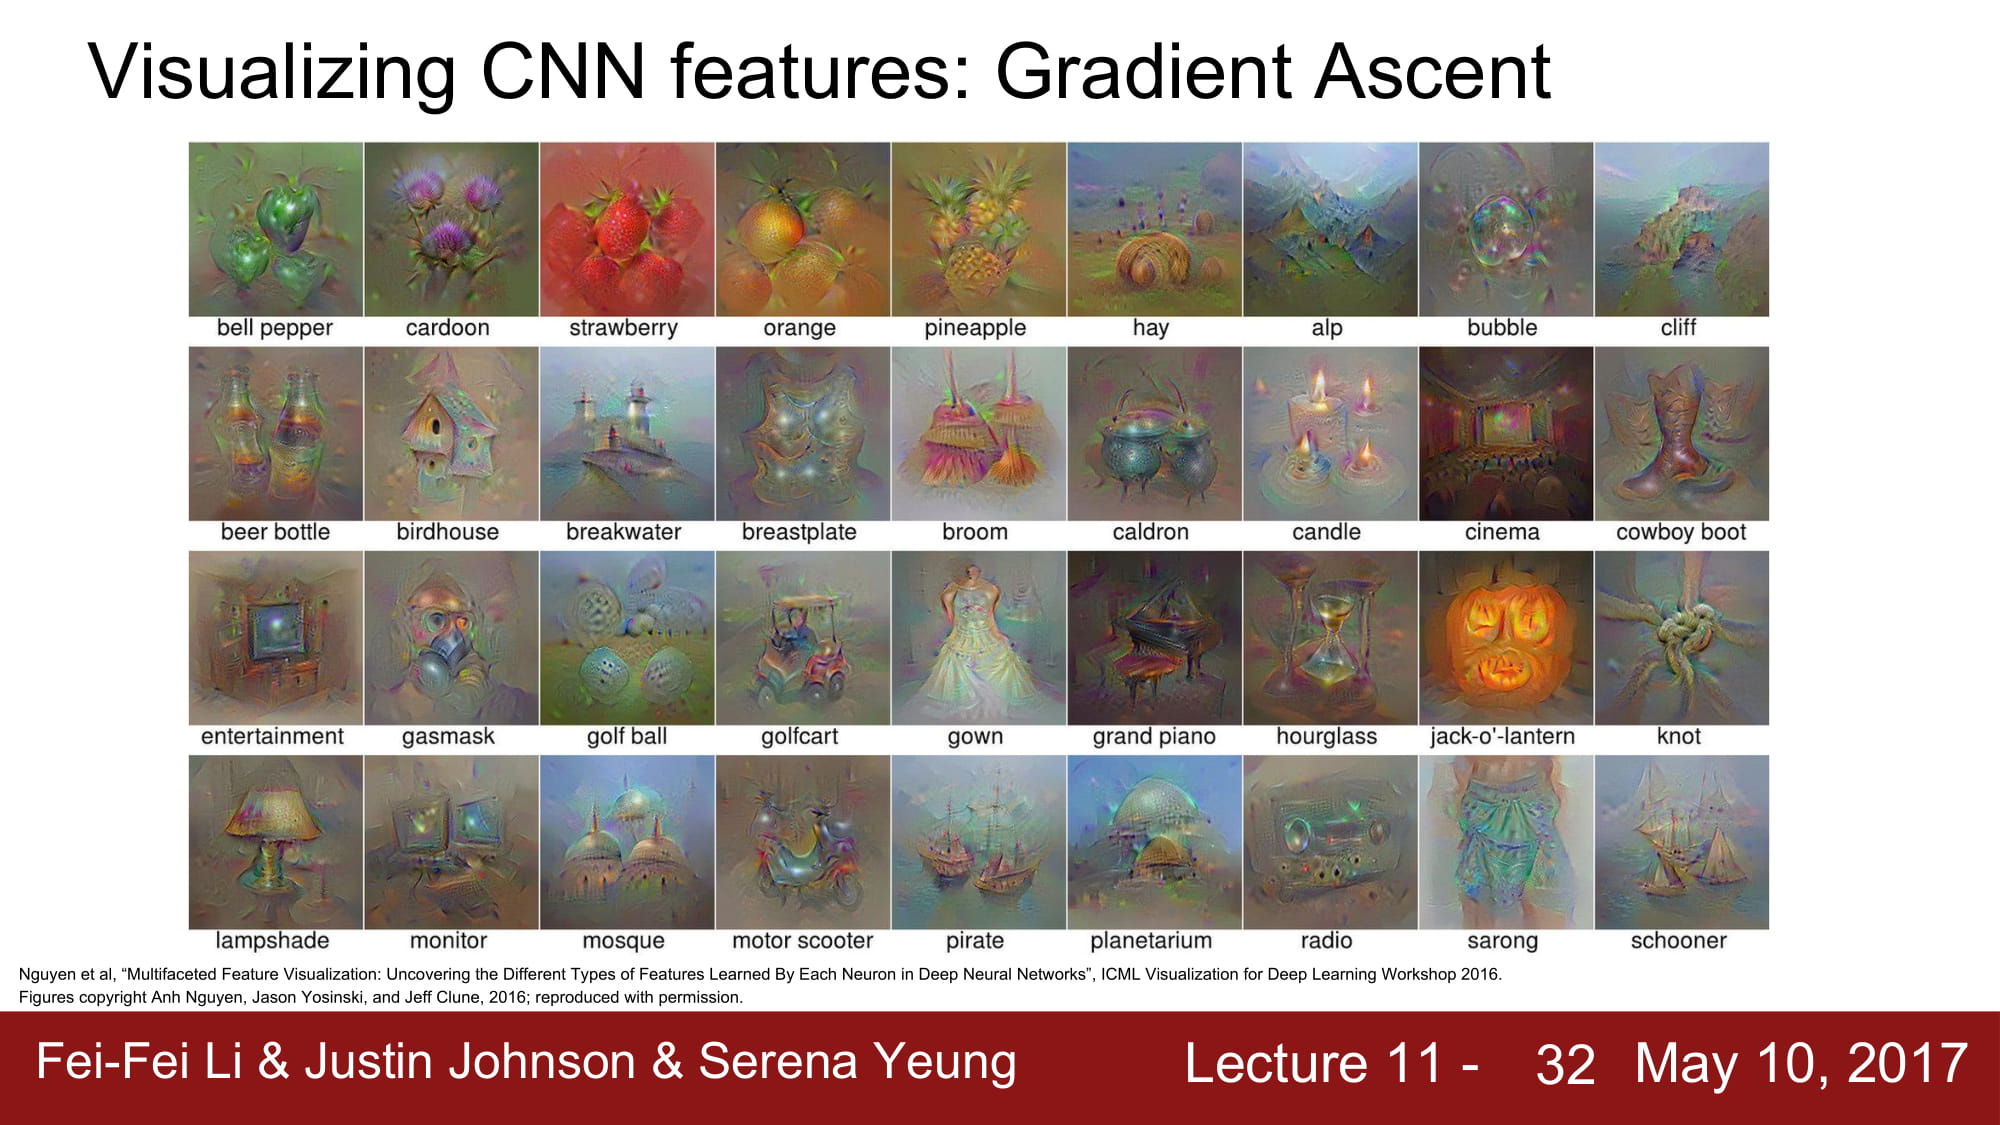 Visualizing CNN features: Gradient Ascent
bell pepper cardoon strawberry orange pineapple hay alp bubble cliff
beer bottle birdhouse breakwater breastplate broom caldron candle cinema cowboy boot
entertainment gasmask golf ball golfcart gown grand piano hourglass jack-o'-lantern knot
lampshade monitor mosque motor scooter pirate planetarium radio sarong schooner
Nguyen et al, “Multifaceted Feature Visualization: Uncovering the Different Types of Features Learned By Each Neuron in Deep Neural Networks”, ICML Visualization for Deep Learning Workshop 2016.
Figures copyright Anh Nguyen, Jason Yosinski, and Jeff Clune, 2016; reproduced with permission.
Fei-Fei Li & Justin Johnson & Serena Yeung Lecture 11 - 32 May 10, 2017